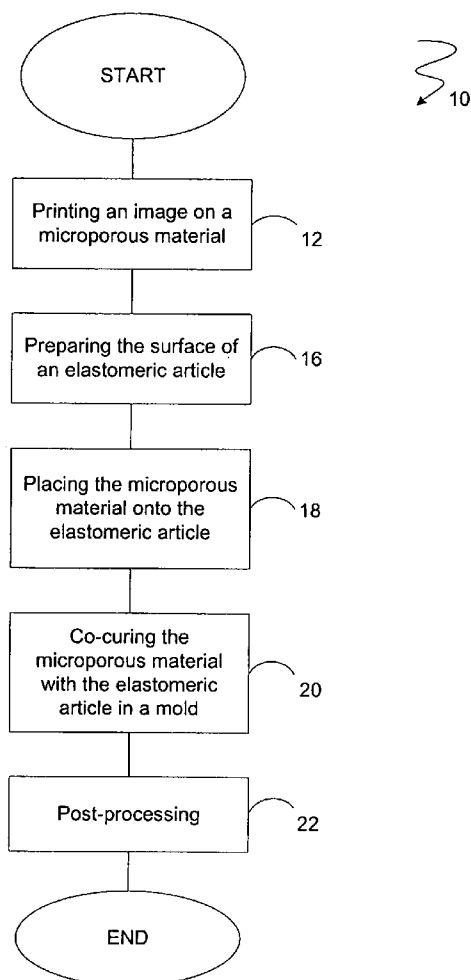 START
10
Printing an image on a
microporous material
12
Preparing the surface of
an elastomeric article
16
Placing the microporous
material onto the
elastomeric article
18
Co-curing the
microporous material
with the elastomeric
article in a mold
20
Post-processing
22
END